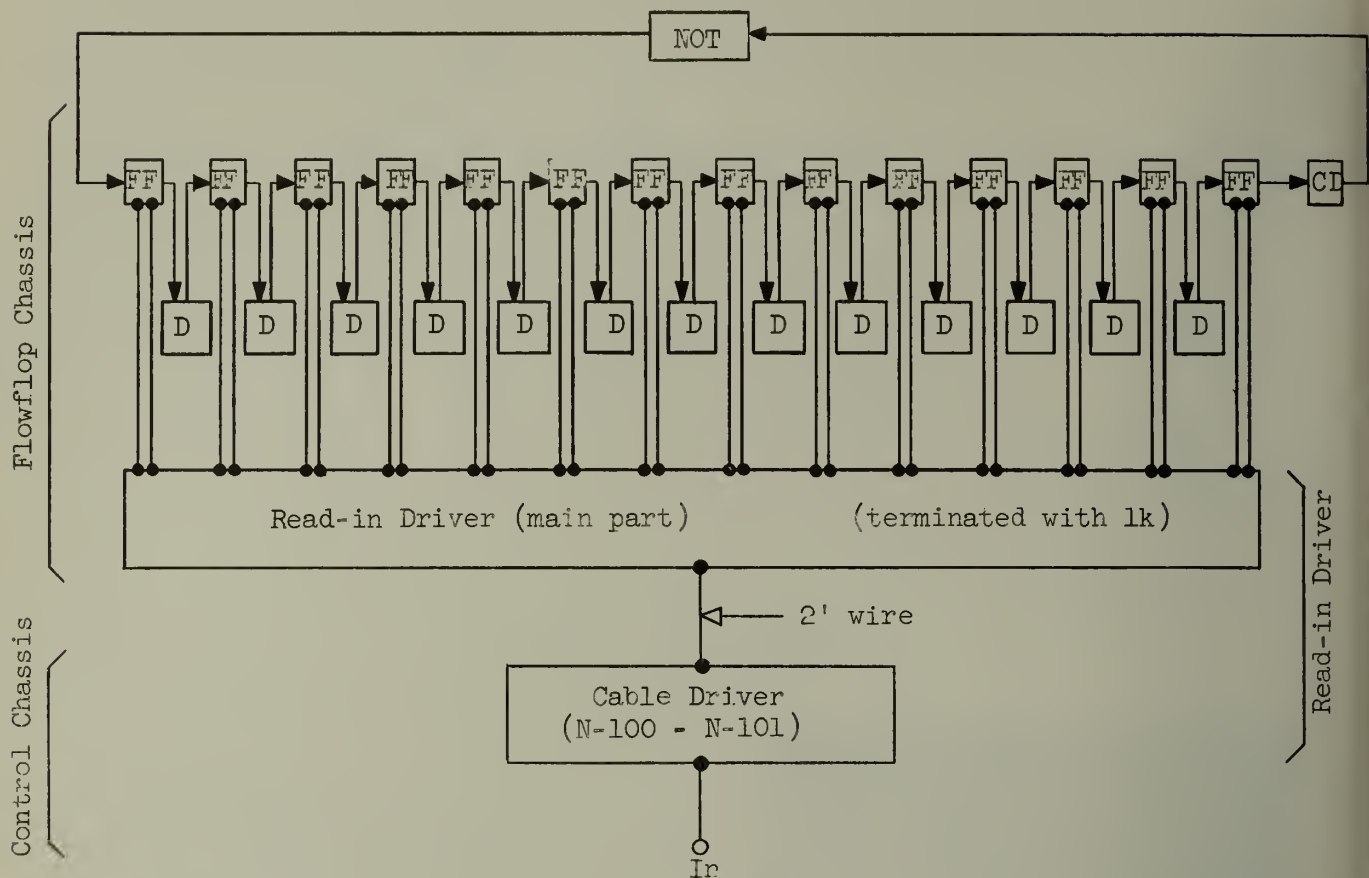 NOT
FF FF FF FF FF FF FF FF FF FF FF FF FF FF CD
D D D D D D D D D D D D D
Flowflop Chassis
Read-in Driver (main part) (terminated with 1k)
Read-in Driver
2' wire
Control Chassis
Cable Driver
(N-100 - N-101)
In